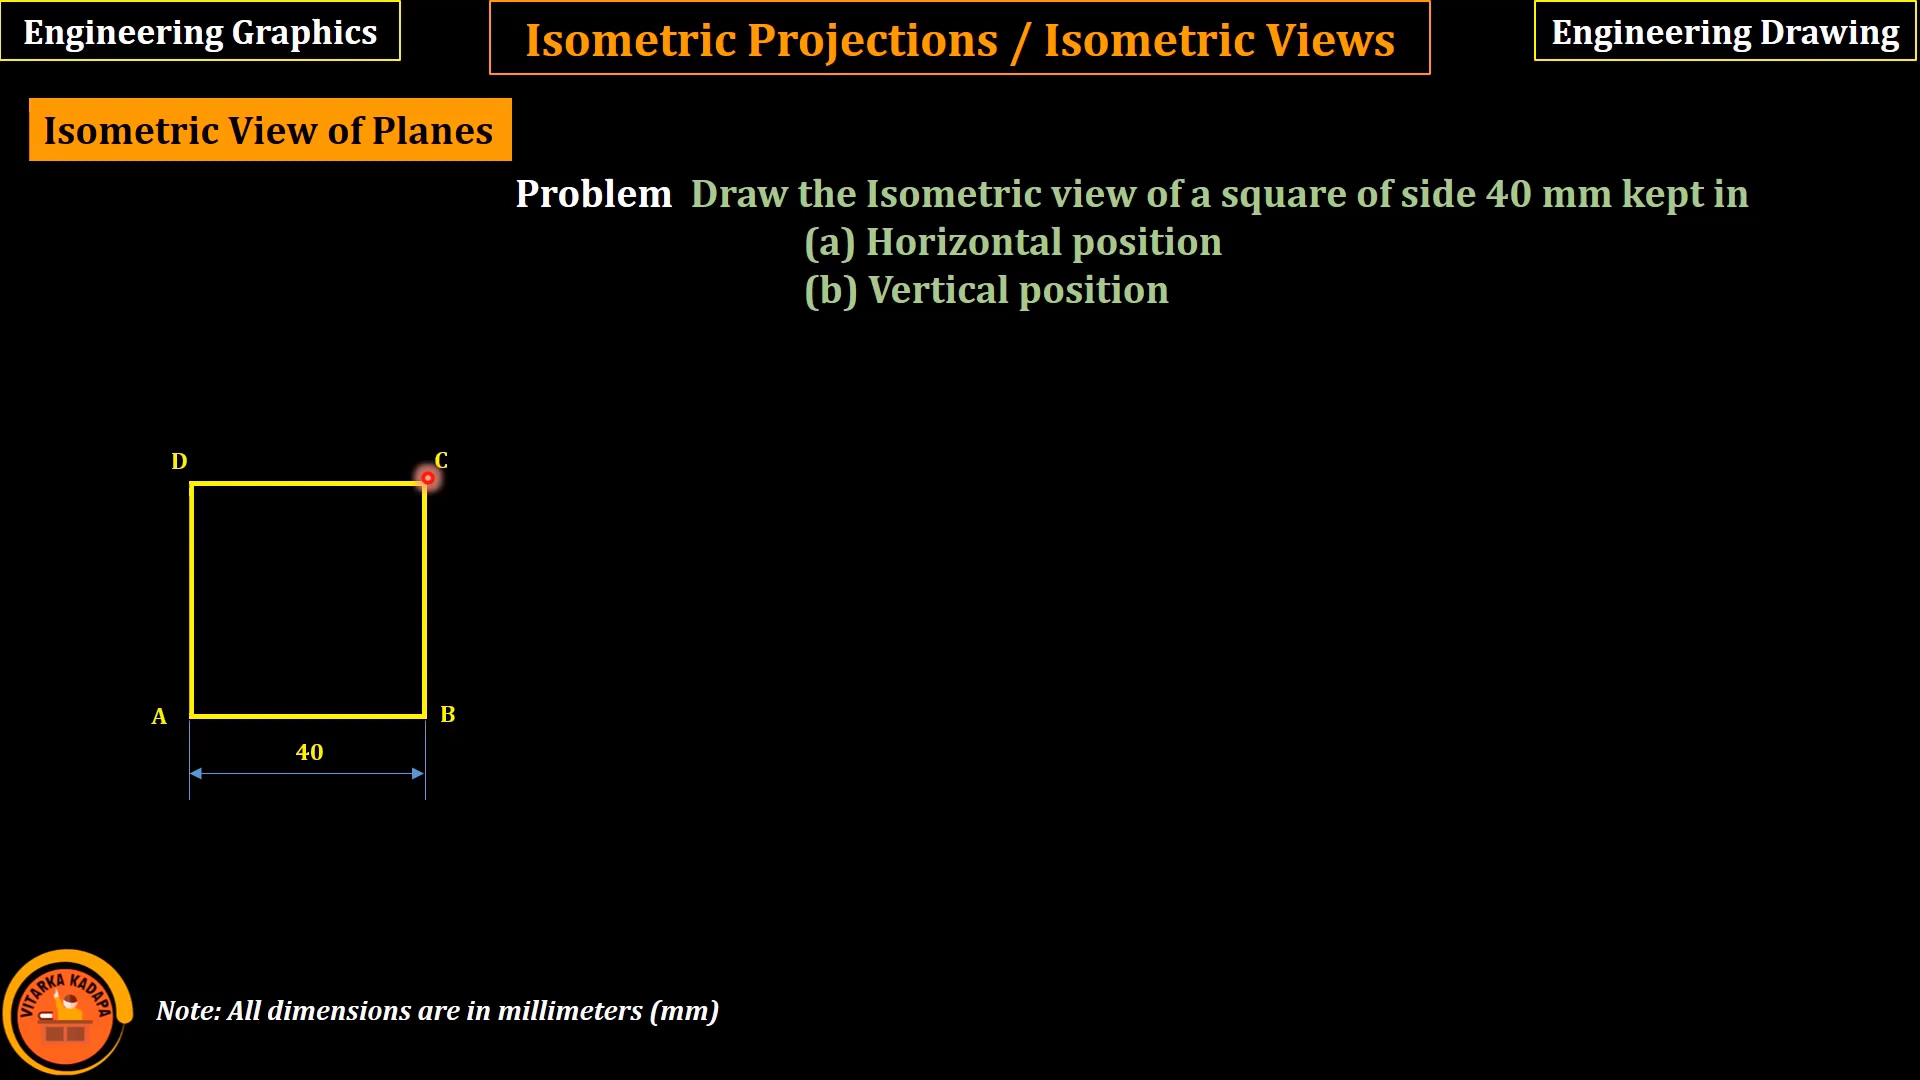 Engineering Graphics
Isometric Projections / Isometric Views
Engineering Drawing
Isometric View of Planes
Problem Draw the Isometric view of a square of side 40 mm kept in
(a) Horizontal position
(b) Vertical position
D
C
A
B
40
VITARKA KADAPA
Note: All dimensions are in millimeters (mm)